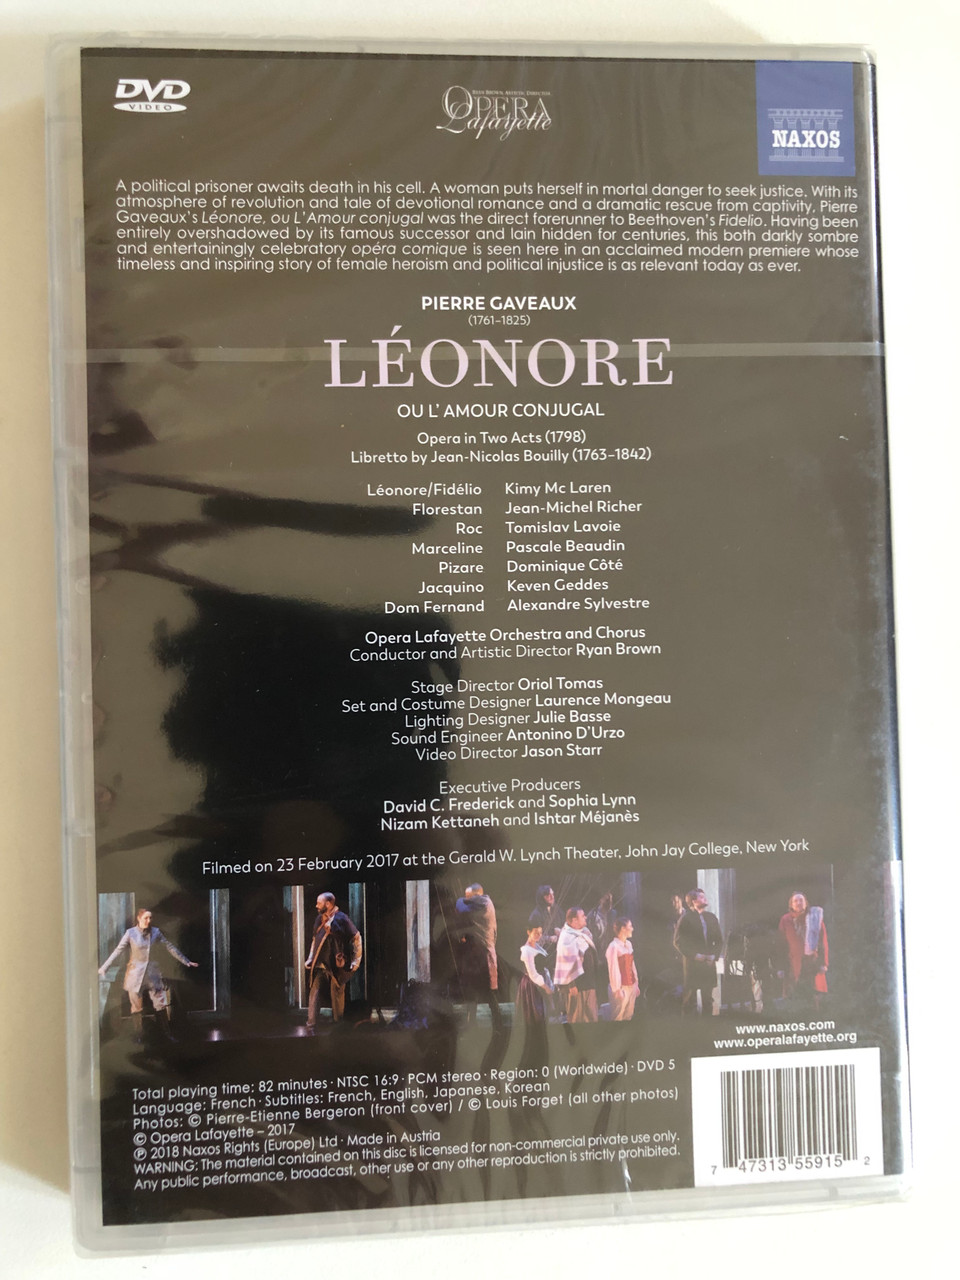 DVD
VIDEO
RYAN BROWN, ARTISTIC DIRECTOR
OPERA
Lafayette
NAXOS
A political prisoner awaits death in his cell. A woman puts herself in mortal danger to seek justice. With its
atmosphere of revolution and tale of devotional romance and a dramatic rescue from captivity, Pierre
Gaveaux's Léonore, ou L'Amour conjugal was the direct forerunner to Beethoven's Fidelio. Having been
entirely overshadowed by its famous successor and lain hidden for centuries, this both darkly sombre
and entertainingly celebratory opéra comique is seen here in an acclaimed modern premiere whose
timeless and inspiring story of female heroism and political injustice is as relevant today as ever.
PIERRE GAVEAUX
(1761–1825)
LÉONORE
OU L' AMOUR CONJUGAL
Opera in Two Acts (1798)
Libretto by Jean-Nicolas Bouilly (1763–1842)
Léonore/Fidélio Kimy Mc Laren
Florestan Jean-Michel Richer
Roc Tomislav Lavoie
Marceline Pascale Beaudin
Pizare Dominique Côté
Jacquino Keven Geddes
Dom Fernand Alexandre Sylvestre
Opera Lafayette Orchestra and Chorus
Conductor and Artistic Director Ryan Brown
Stage Director Oriol Tomas
Set and Costume Designer Laurence Mongeau
Lighting Designer Julie Basse
Sound Engineer Antonino D'Urzo
Video Director Jason Starr
Executive Producers
David C. Frederick and Sophia Lynn
Nizam Kettaneh and Ishtar Méjanès
Filmed on 23 February 2017 at the Gerald W. Lynch Theater, John Jay College, New York
www.naxos.com
www.operalafayette.org
Total playing time: 82 minutes · NTSC 16:9 · PCM stereo · Region: 0 (Worldwide) · DVD 5
Language: French · Subtitles: French, English, Japanese, Korean
Photos: © Pierre-Etienne Bergeron (front cover) / © Louis Forget (all other photos)
© Opera Lafayette – 2017
℗ 2018 Naxos Rights (Europe) Ltd · Made in Austria
WARNING: The material contained on this disc is licensed for non-commercial private use only.
Any public performance, broadcast, other use or any other reproduction is strictly prohibited.
7 47313 55915 2